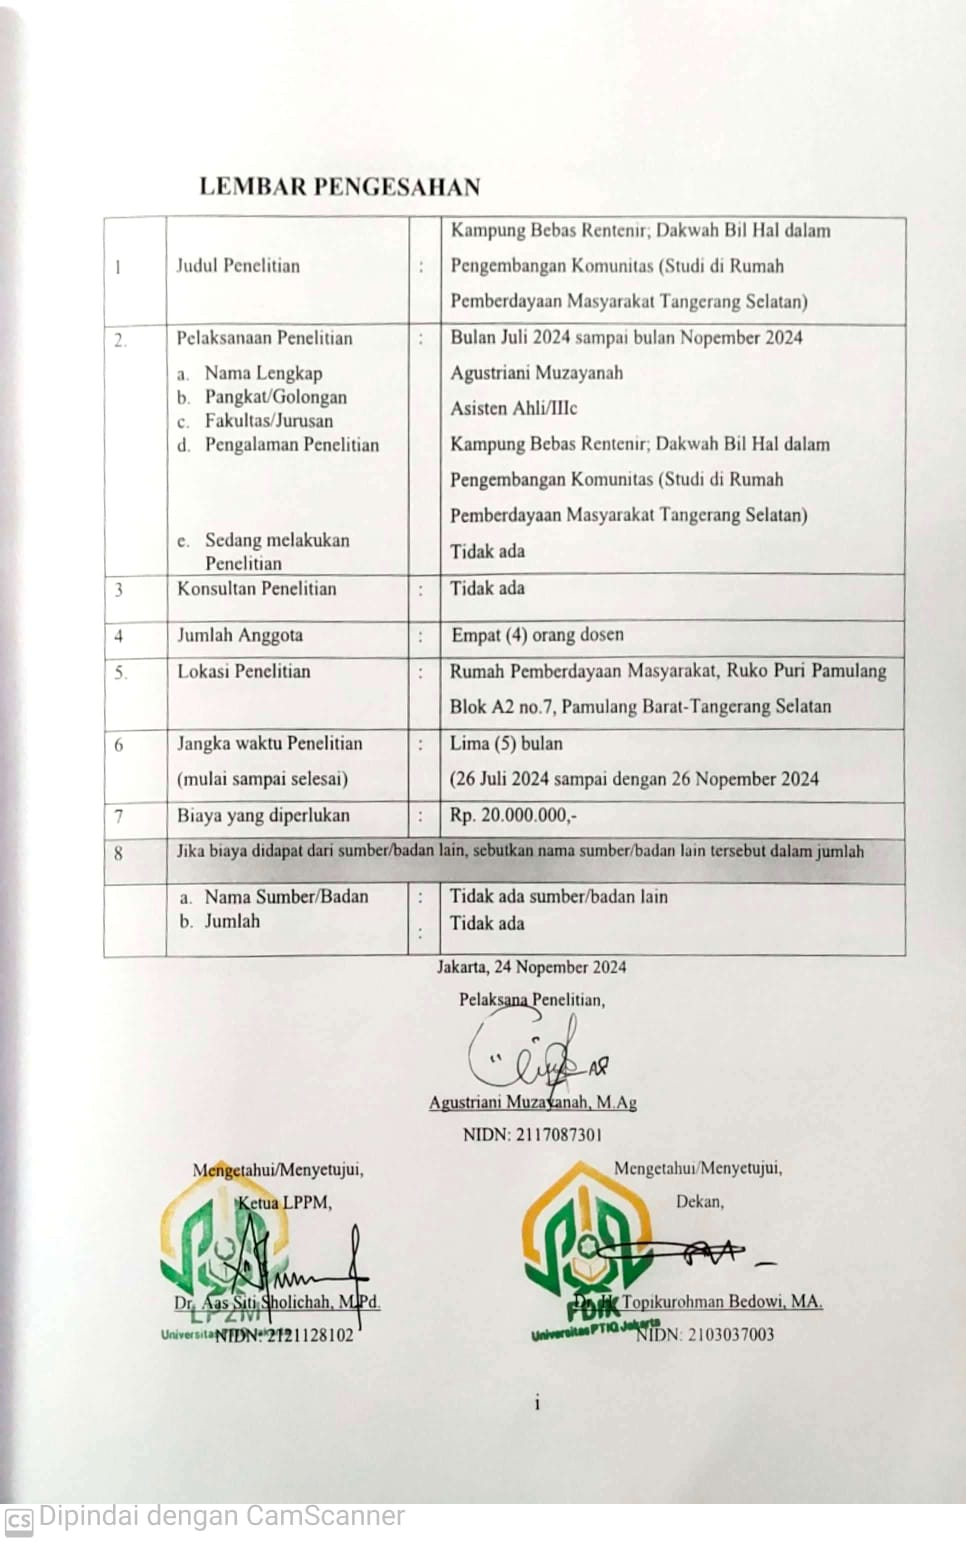 LEMBAR PENGESAHAN
1 Judul Penelitian : Kampung Bebas Rentenir; Dakwah Bil Hal dalam
Pengembangan Komunitas (Studi di Rumah
Pemberdayaan Masyarakat Tangerang Selatan)
2. Pelaksanaan Penelitian : Bulan Juli 2024 sampai bulan Nopember 2024
a. Nama Lengkap Agustriani Muzayanah
b. Pangkat/Golongan Asisten Ahli/IIIc
c. Fakultas/Jurusan
d. Pengalaman Penelitian Kampung Bebas Rentenir; Dakwah Bil Hal dalam
Pengembangan Komunitas (Studi di Rumah
Pemberdayaan Masyarakat Tangerang Selatan)
e. Sedang melakukan Tidak ada
Penelitian
3 Konsultan Penelitian : Tidak ada
4 Jumlah Anggota : Empat (4) orang dosen
5. Lokasi Penelitian : Rumah Pemberdayaan Masyarakat, Ruko Puri Pamulang
Blok A2 no.7, Pamulang Barat-Tangerang Selatan
6 Jangka waktu Penelitian : Lima (5) bulan
(mulai sampai selesai) (26 Juli 2024 sampai dengan 26 Nopember 2024
7 Biaya yang diperlukan : Rp. 20.000.000,-
8 Jika biaya didapat dari sumber/badan lain, sebutkan nama sumber/badan lain tersebut dalam jumlah
a. Nama Sumber/Badan : Tidak ada sumber/badan lain
b. Jumlah : Tidak ada
Jakarta, 24 Nopember 2024
Pelaksana Penelitian,
Agustriani Muzayanah, M.Ag
NIDN: 2117087301
Mengetahui/Menyetujui,
Ketua LPPM,
Dr. Aas Siti Sholichah, M.Pd.
LPZM
Universitas
NIDN: 2121128102
Mengetahui/Menyetujui,
Dekan,
Dr. H. Topikurohman Bedowi, MA.
FDIK
Universitas PTIQ Jakarta
NIDN: 2103037003
i
CS Dipindai dengan CamScanner